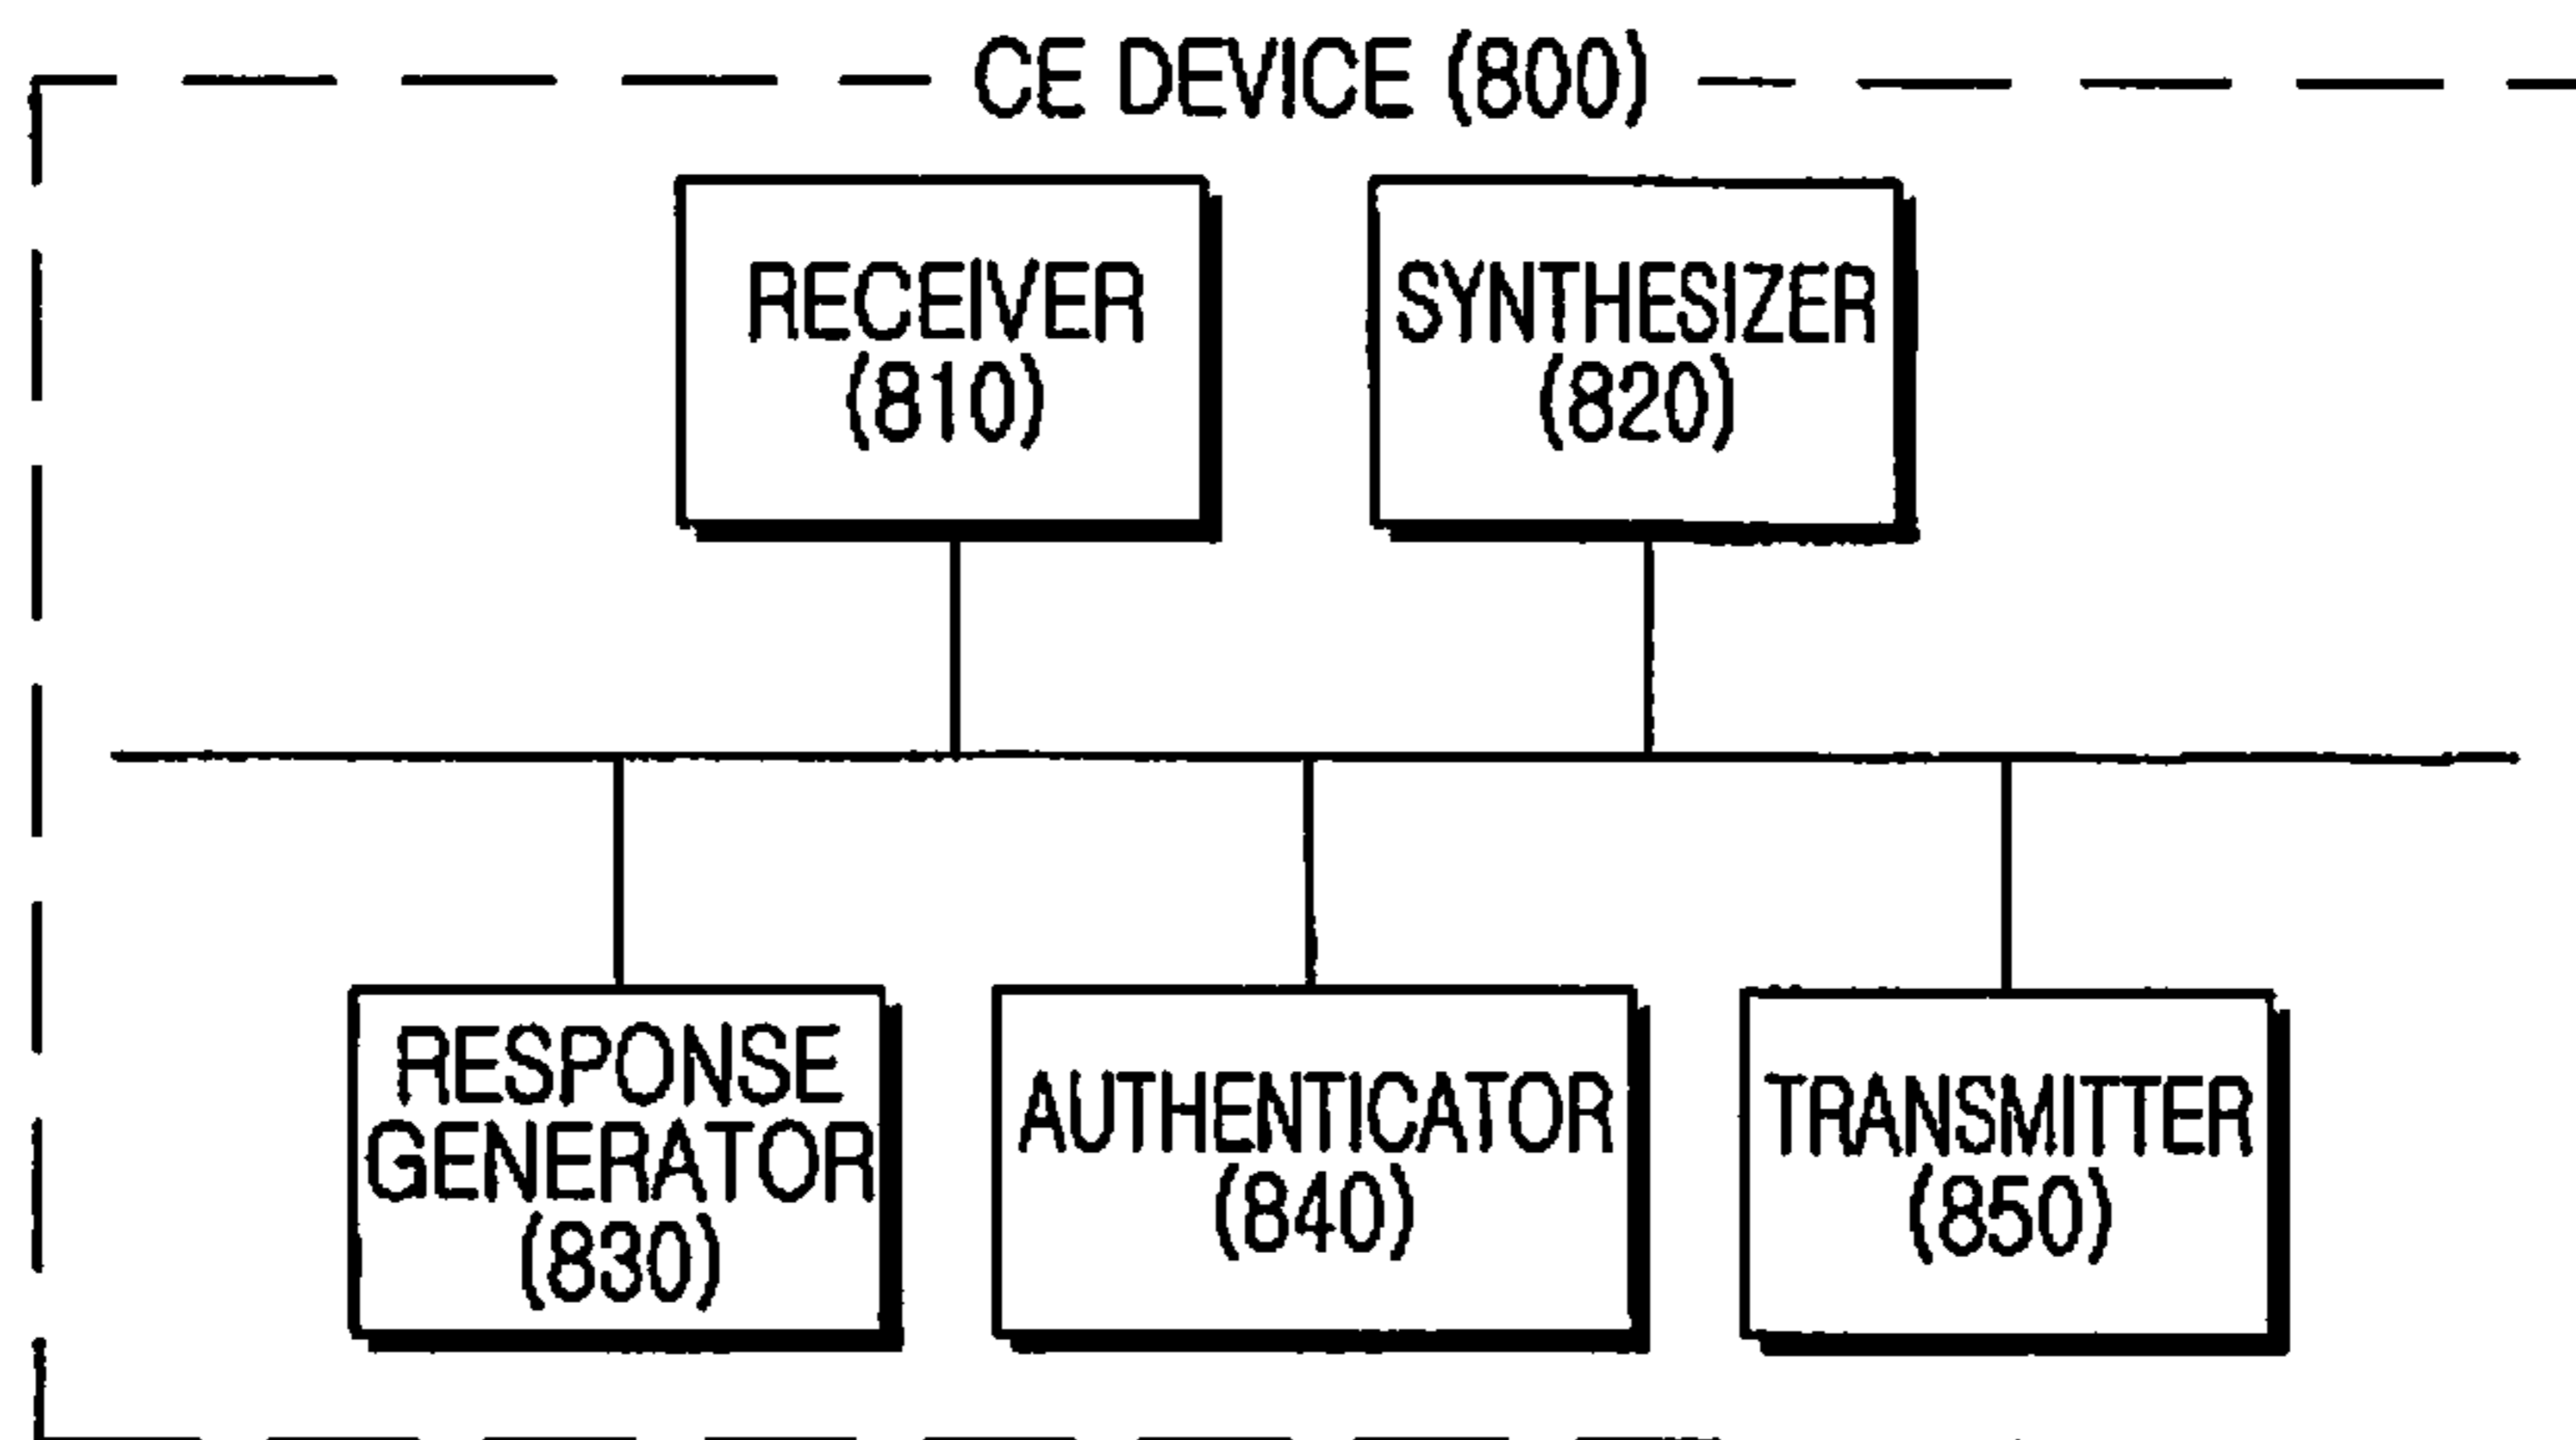 CE DEVICE (800)
RECEIVER
(810)
SYNTHESIZER
(820)
RESPONSE
GENERATOR
(830)
AUTHENTICATOR
(840)
TRANSMITTER
(850)